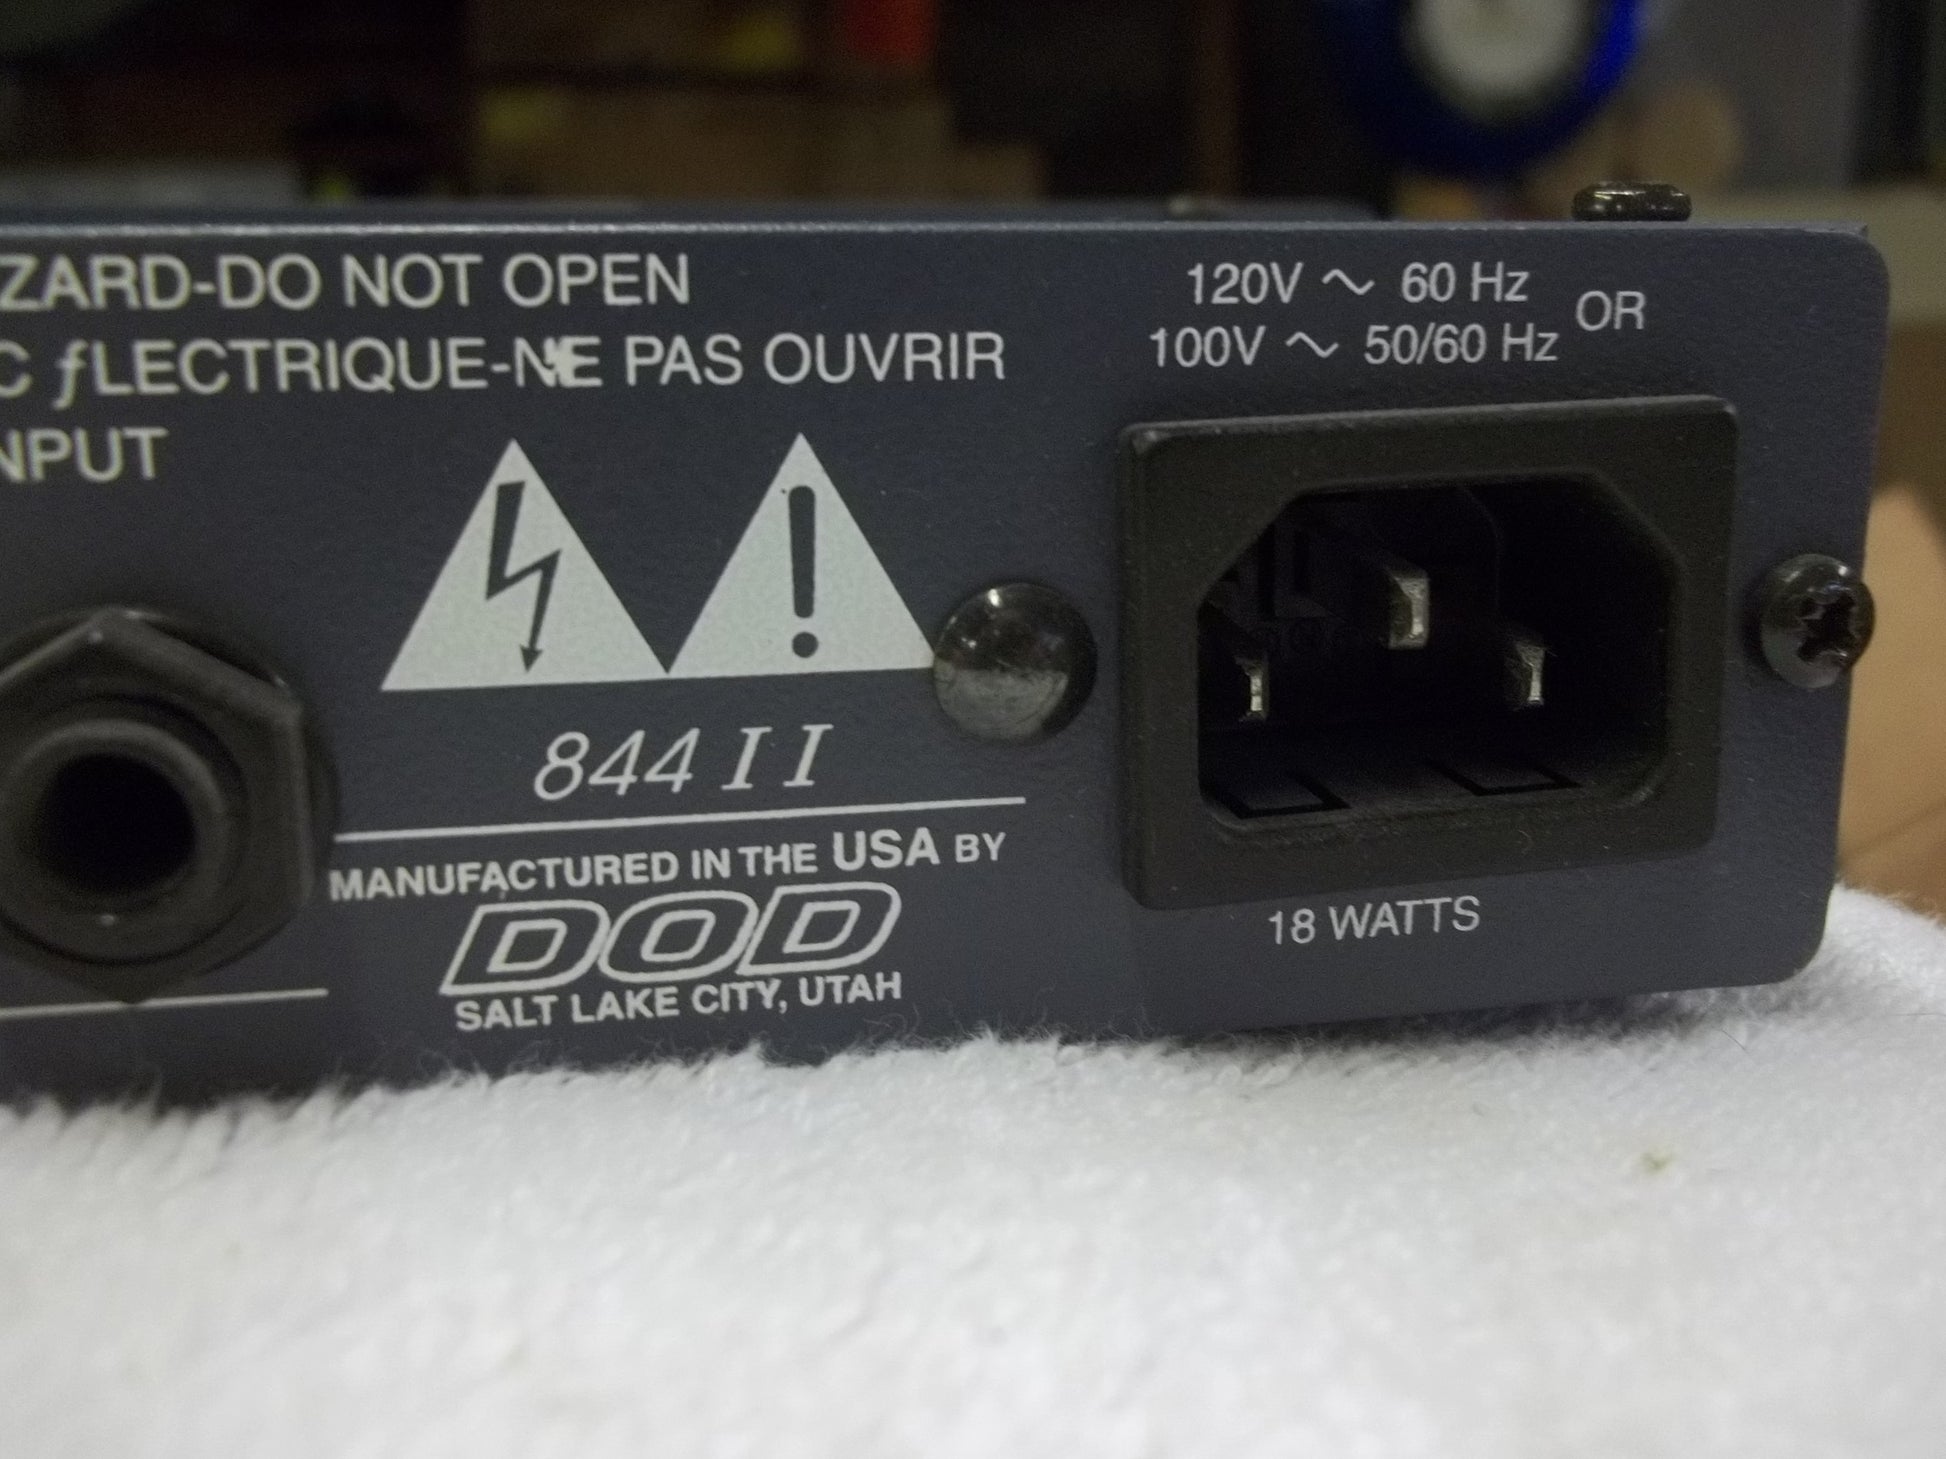 ZARD-DO NOT OPEN
C ƒLECTRIQUE-NE PAS OUVRIR
NPUT
120V ~ 60 Hz OR
100V ~ 50/60 Hz
844 II
MANUFACTURED IN THE USA BY
DOD
SALT LAKE CITY, UTAH
18 WATTS